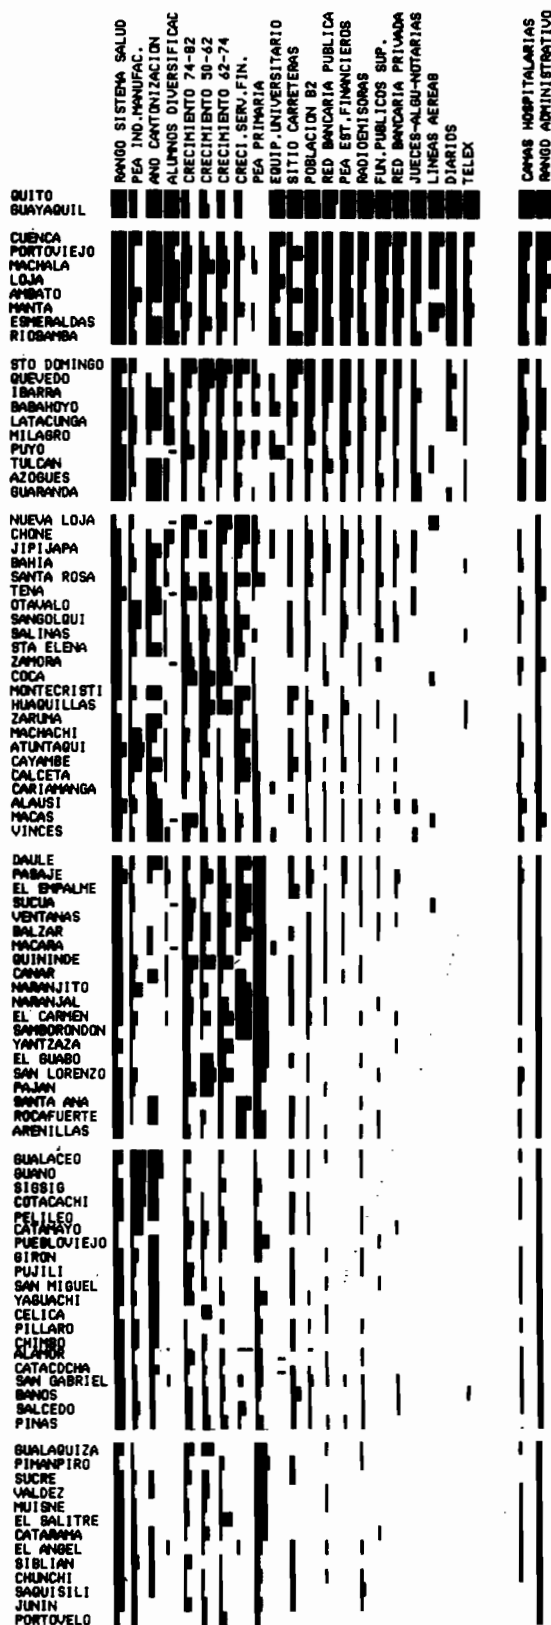 RANGO SISTEMA SALUD
PEA IND.MANUFAC.
ANO CANTONIZACION
ALUMNOS DIVERSIFICAC
CRECIMIENTO 74-82
CRECIMIENTO 50-62
CRECIMIENTO 62-74
CRECI.SERV.FIN.
PEA PRIMARIA
EQUIP.UNIVERSITARIO
SITIO CARRETERAS
POBLACION 82
RED BANCARIA PUBLICA
PEA EST.FINANCIEROS
RADIOEMISORAS
FUN.PUBLICOS SUP.
RED BANCARIA PRIVADA
JUECES-ALGU-NOTARIAS
LINEAS AEREAS
DIARIOS
TELEX
CAMAS HOSPITALARIAS
RANGO ADMINISTRATIVO
QUITO
GUAYAQUIL
CUENCA
PORTOVIEJO
MACHALA
LOJA
AMBATO
MANTA
ESMERALDAS
RIOBAMBA
STO DOMINGO
QUEVEDO
IBARRA
BABAHOYO
LATACUNGA
MILAGRO
PUYO
TULCAN
AZOGUES
GUARANDA
NUEVA LOJA
CHONE
JIPIJAPA
BAHIA
SANTA ROSA
TENA
OTAVALO
SANGOLQUI
SALINAS
STA ELENA
ZAMORA
COCA
MONTECRISTI
HUAQUILLAS
ZARUMA
MACHACHI
ATUNTAQUI
CAYAMBE
CALCETA
CARIAMANGA
ALAUSI
MACAS
VINCES
DAULE
PASAJE
EL EMPALME
SUCUA
VENTANAS
BALZAR
MACARA
QUININDE
CANAR
NARANJITO
NARANJAL
EL CARMEN
SAMBORONDON
YANTZAZA
EL GUABO
SAN LORENZO
PAJAN
SANTA ANA
ROCAFUERTE
ARENILLAS
GUALACEO
GUANO
SIGSIG
COTACACHI
PELILEO
CATAMAYO
PUEBLOVIEJO
GIRON
PUJILI
SAN MIGUEL
YAGUACHI
CELICA
PILLARO
CHIMBO
ALAMOR
CATACOCHA
SAN GABRIEL
BANOS
SALCEDO
PINAS
GUALAQUIZA
PIMANPIRO
SUCRE
VALDEZ
MUISNE
EL SALITRE
CATARAMA
EL ANGEL
SIBLIAN
CHUNCHI
SAQUISILI
JUNIN
PORTOVELO